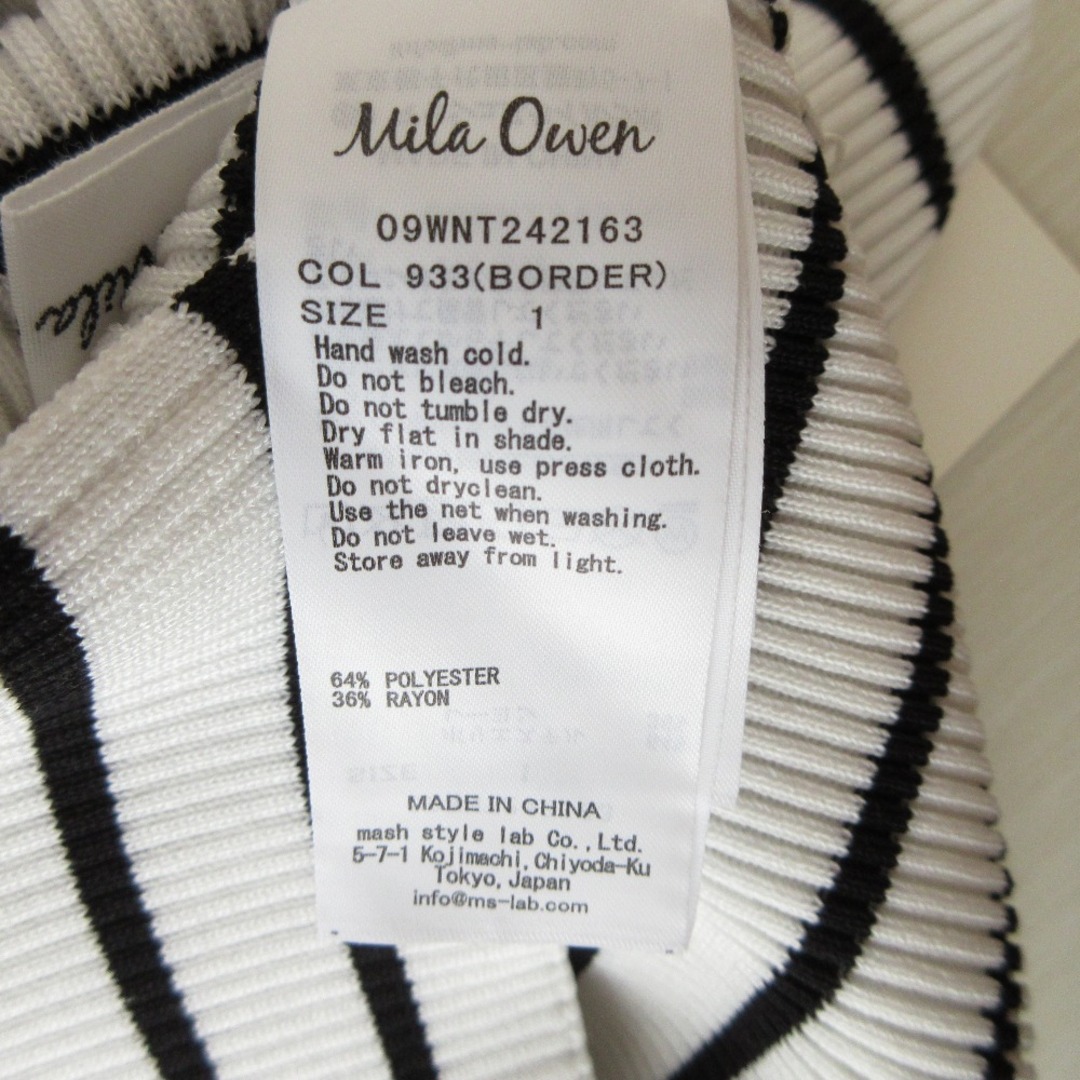 Mila Owen
09WNT242163
COL 933(BORDER)
SIZE 1
Hand wash cold.
Do not bleach.
Do not tumble dry.
Dry flat in shade.
Warm iron, use press cloth.
Do not dryclean.
Use the net when washing.
Do not leave wet.
Store away from light.
64% POLYESTER
36% RAYON
MADE IN CHINA
mash style lab Co.,Ltd.
5-7-1 Kojimachi,Chiyoda-Ku
Tokyo,Japan
info@ms-lab.com
Mila